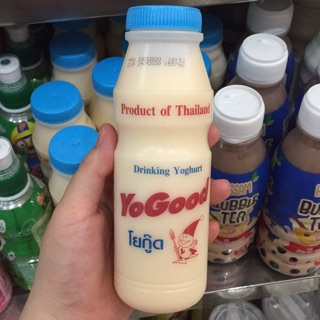 Product of Thailand
Drinking Yoghurt
YoGood
โยกู๊ด
BUBBLE
TEA